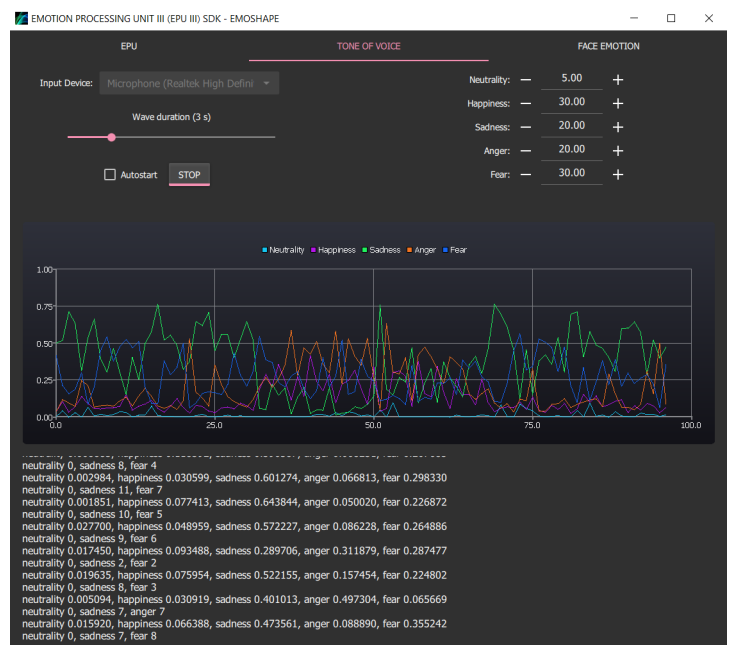 EMOTION PROCESSING UNIT III (EPU III) SDK - EMOSHAPE
EPU
TONE OF VOICE
FACE EMOTION
Input Device:
Microphone (Realtek High Defini
Wave duration (3 s)
Autostart
STOP
Neutrality: — 5.00 +
Happiness: — 30.00 +
Sadness: — 20.00 +
Anger: — 20.00 +
Fear: — 30.00 +
Neutrality Happiness Sadness Anger Fear
1.00
0.75
0.50
0.25
0.00
0.0 25.0 50.0 75.0 100.0
neutrality 0, sadness 8, fear 4
neutrality 0.002984, happiness 0.030599, sadness 0.601274, anger 0.066813, fear 0.298330
neutrality 0, sadness 11, fear 7
neutrality 0.001851, happiness 0.077413, sadness 0.643844, anger 0.050020, fear 0.226872
neutrality 0, sadness 10, fear 5
neutrality 0.027700, happiness 0.048959, sadness 0.572227, anger 0.086228, fear 0.264886
neutrality 0, sadness 9, fear 6
neutrality 0.017450, happiness 0.093488, sadness 0.289706, anger 0.311879, fear 0.287477
neutrality 0, sadness 2, fear 2
neutrality 0.019635, happiness 0.075954, sadness 0.522155, anger 0.157454, fear 0.224802
neutrality 0, sadness 8, fear 3
neutrality 0.005094, happiness 0.030919, sadness 0.401013, anger 0.497304, fear 0.065669
neutrality 0, sadness 7, anger 7
neutrality 0.015920, happiness 0.066388, sadness 0.473561, anger 0.088890, fear 0.355242
neutrality 0, sadness 7, fear 8